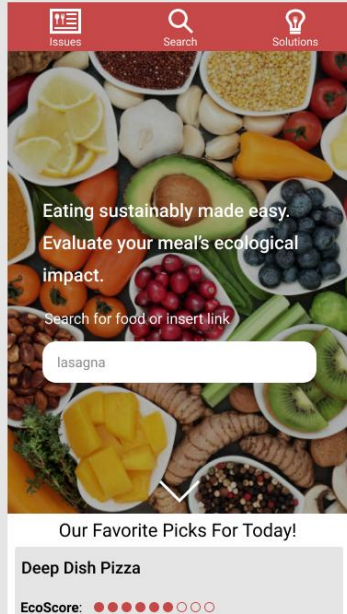 Issues
Search
Solutions
Eating sustainably made easy.
Evaluate your meal's ecological
impact.
Search for food or insert link
lasagna
Our Favorite Picks For Today!
Deep Dish Pizza
EcoScore: